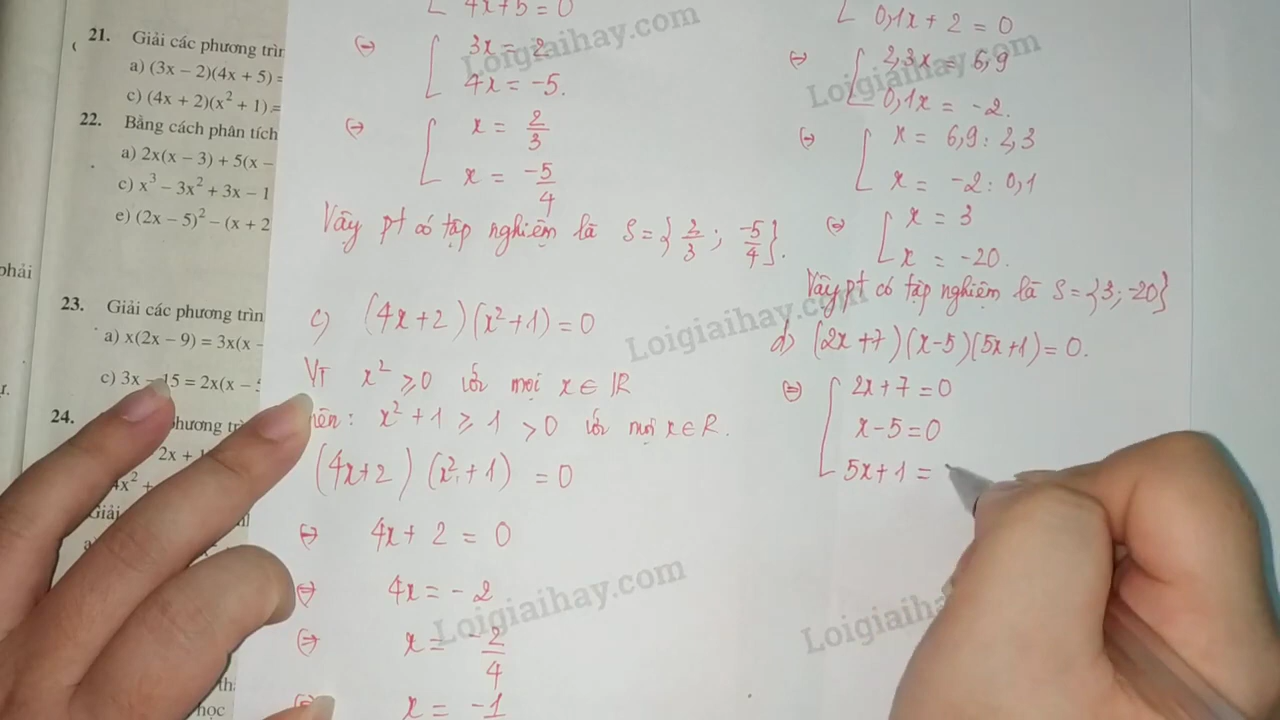 21. Giải các phương trìn
a) (3x − 2)(4x + 5) =
c) (4x + 2)(x² + 1) =
22. Bằng cách phân tích
a) 2x(x − 3) + 5(x −
c) x³ − 3x² + 3x − 1
e) (2x − 5)² − (x + 2
phải
23. Giải các phương trìn
a) x(2x − 9) = 3x(x −
c) 3x − 15 = 2x(x −
24.
2x +
4x² +
Giải
học
4x + 5 = 0
⇔ [ 3x = 2
4x = -5.
⇔ [ x = 2/3
x = -5/4
Vậy pt có tập nghiệm là S = {2/3 ; -5/4}.
c) (4x + 2)(x² + 1) = 0
Vì x² ≥ 0 với mọi x ∈ R
nên: x² + 1 ≥ 1 > 0 với mọi x ∈ R.
(4x + 2)(x² + 1) = 0
⇔ 4x + 2 = 0
⇔ 4x = -2
⇔ x = -2/4
x = -1
0,1x + 2 = 0
⇔ [ 2,3x = 6,9
0,1x = -2.
⇔ [ x = 6,9 : 2,3
x = -2 : 0,1
⇔ [ x = 3
x = -20.
Vậy pt có tập nghiệm là S = {3; -20}
d) (2x + 7)(x - 5)(5x + 1) = 0.
⇔ [ 2x + 7 = 0
x - 5 = 0
5x + 1 =
Loigiaihay.com
Loigiaihay.com
Loigiaihay.com
Loigiaihay.com
Loigiaihay